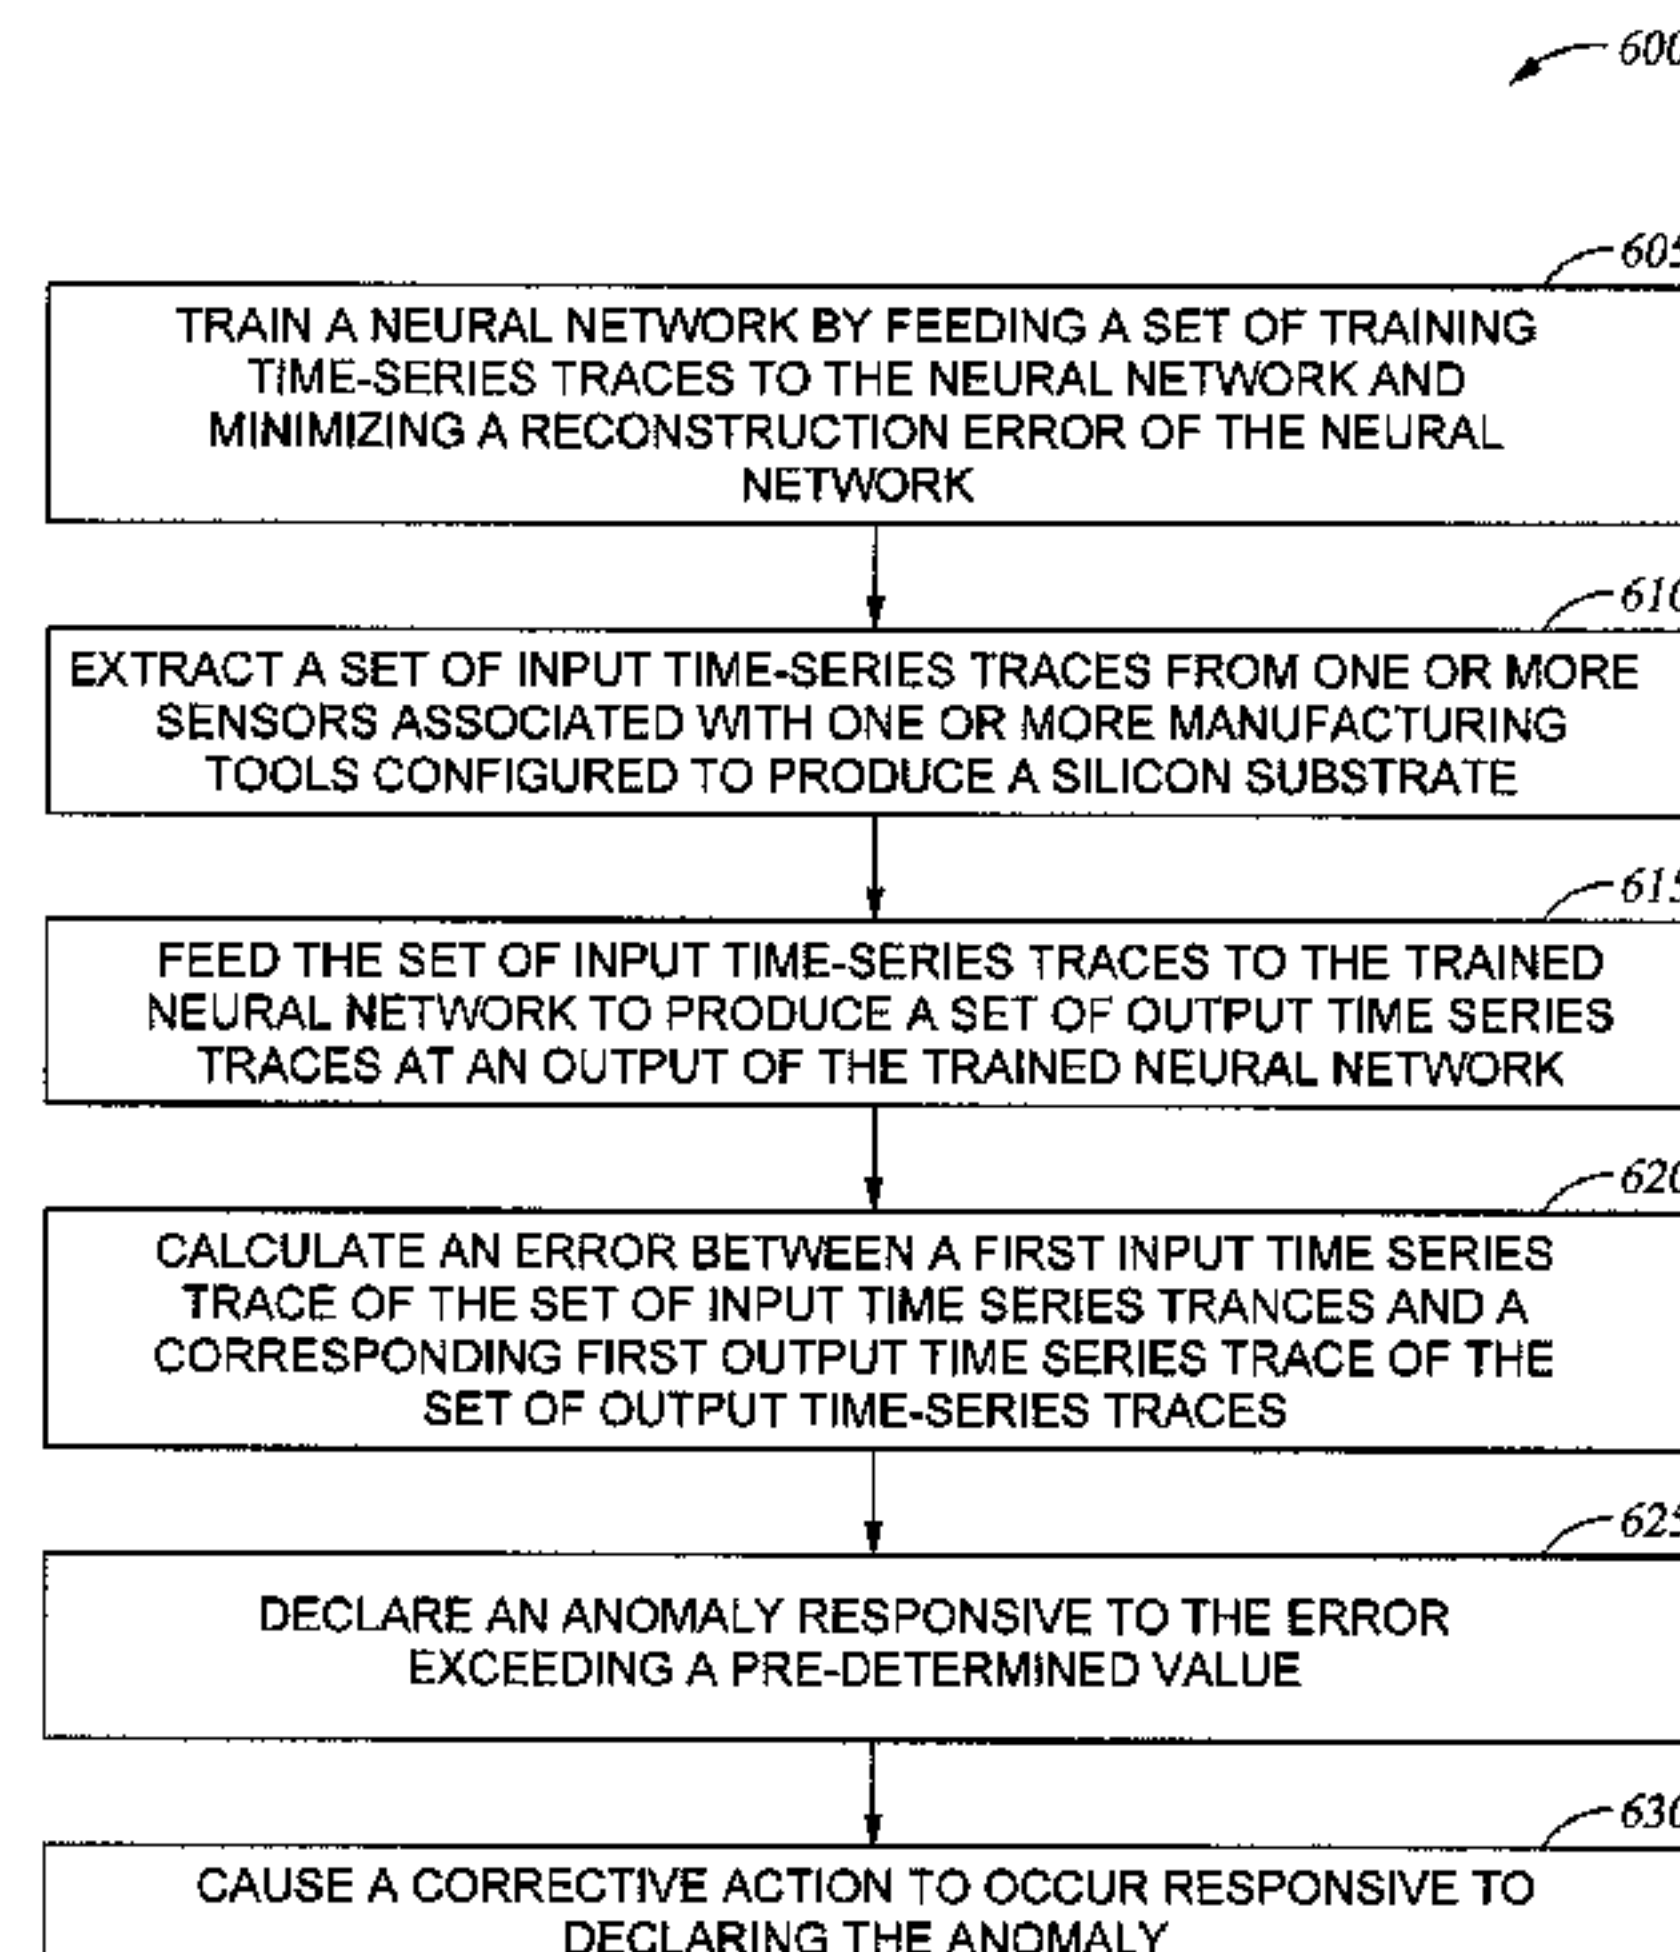 600
605
TRAIN A NEURAL NETWORK BY FEEDING A SET OF TRAINING
TIME-SERIES TRACES TO THE NEURAL NETWORK AND
MINIMIZING A RECONSTRUCTION ERROR OF THE NEURAL
NETWORK
610
EXTRACT A SET OF INPUT TIME-SERIES TRACES FROM ONE OR MORE
SENSORS ASSOCIATED WITH ONE OR MORE MANUFACTURING
TOOLS CONFIGURED TO PRODUCE A SILICON SUBSTRATE
615
FEED THE SET OF INPUT TIME-SERIES TRACES TO THE TRAINED
NEURAL NETWORK TO PRODUCE A SET OF OUTPUT TIME SERIES
TRACES AT AN OUTPUT OF THE TRAINED NEURAL NETWORK
620
CALCULATE AN ERROR BETWEEN A FIRST INPUT TIME SERIES
TRACE OF THE SET OF INPUT TIME SERIES TRANCES AND A
CORRESPONDING FIRST OUTPUT TIME SERIES TRACE OF THE
SET OF OUTPUT TIME-SERIES TRACES
625
DECLARE AN ANOMALY RESPONSIVE TO THE ERROR
EXCEEDING A PRE-DETERMINED VALUE
630
CAUSE A CORRECTIVE ACTION TO OCCUR RESPONSIVE TO
DECLARING THE ANOMALY